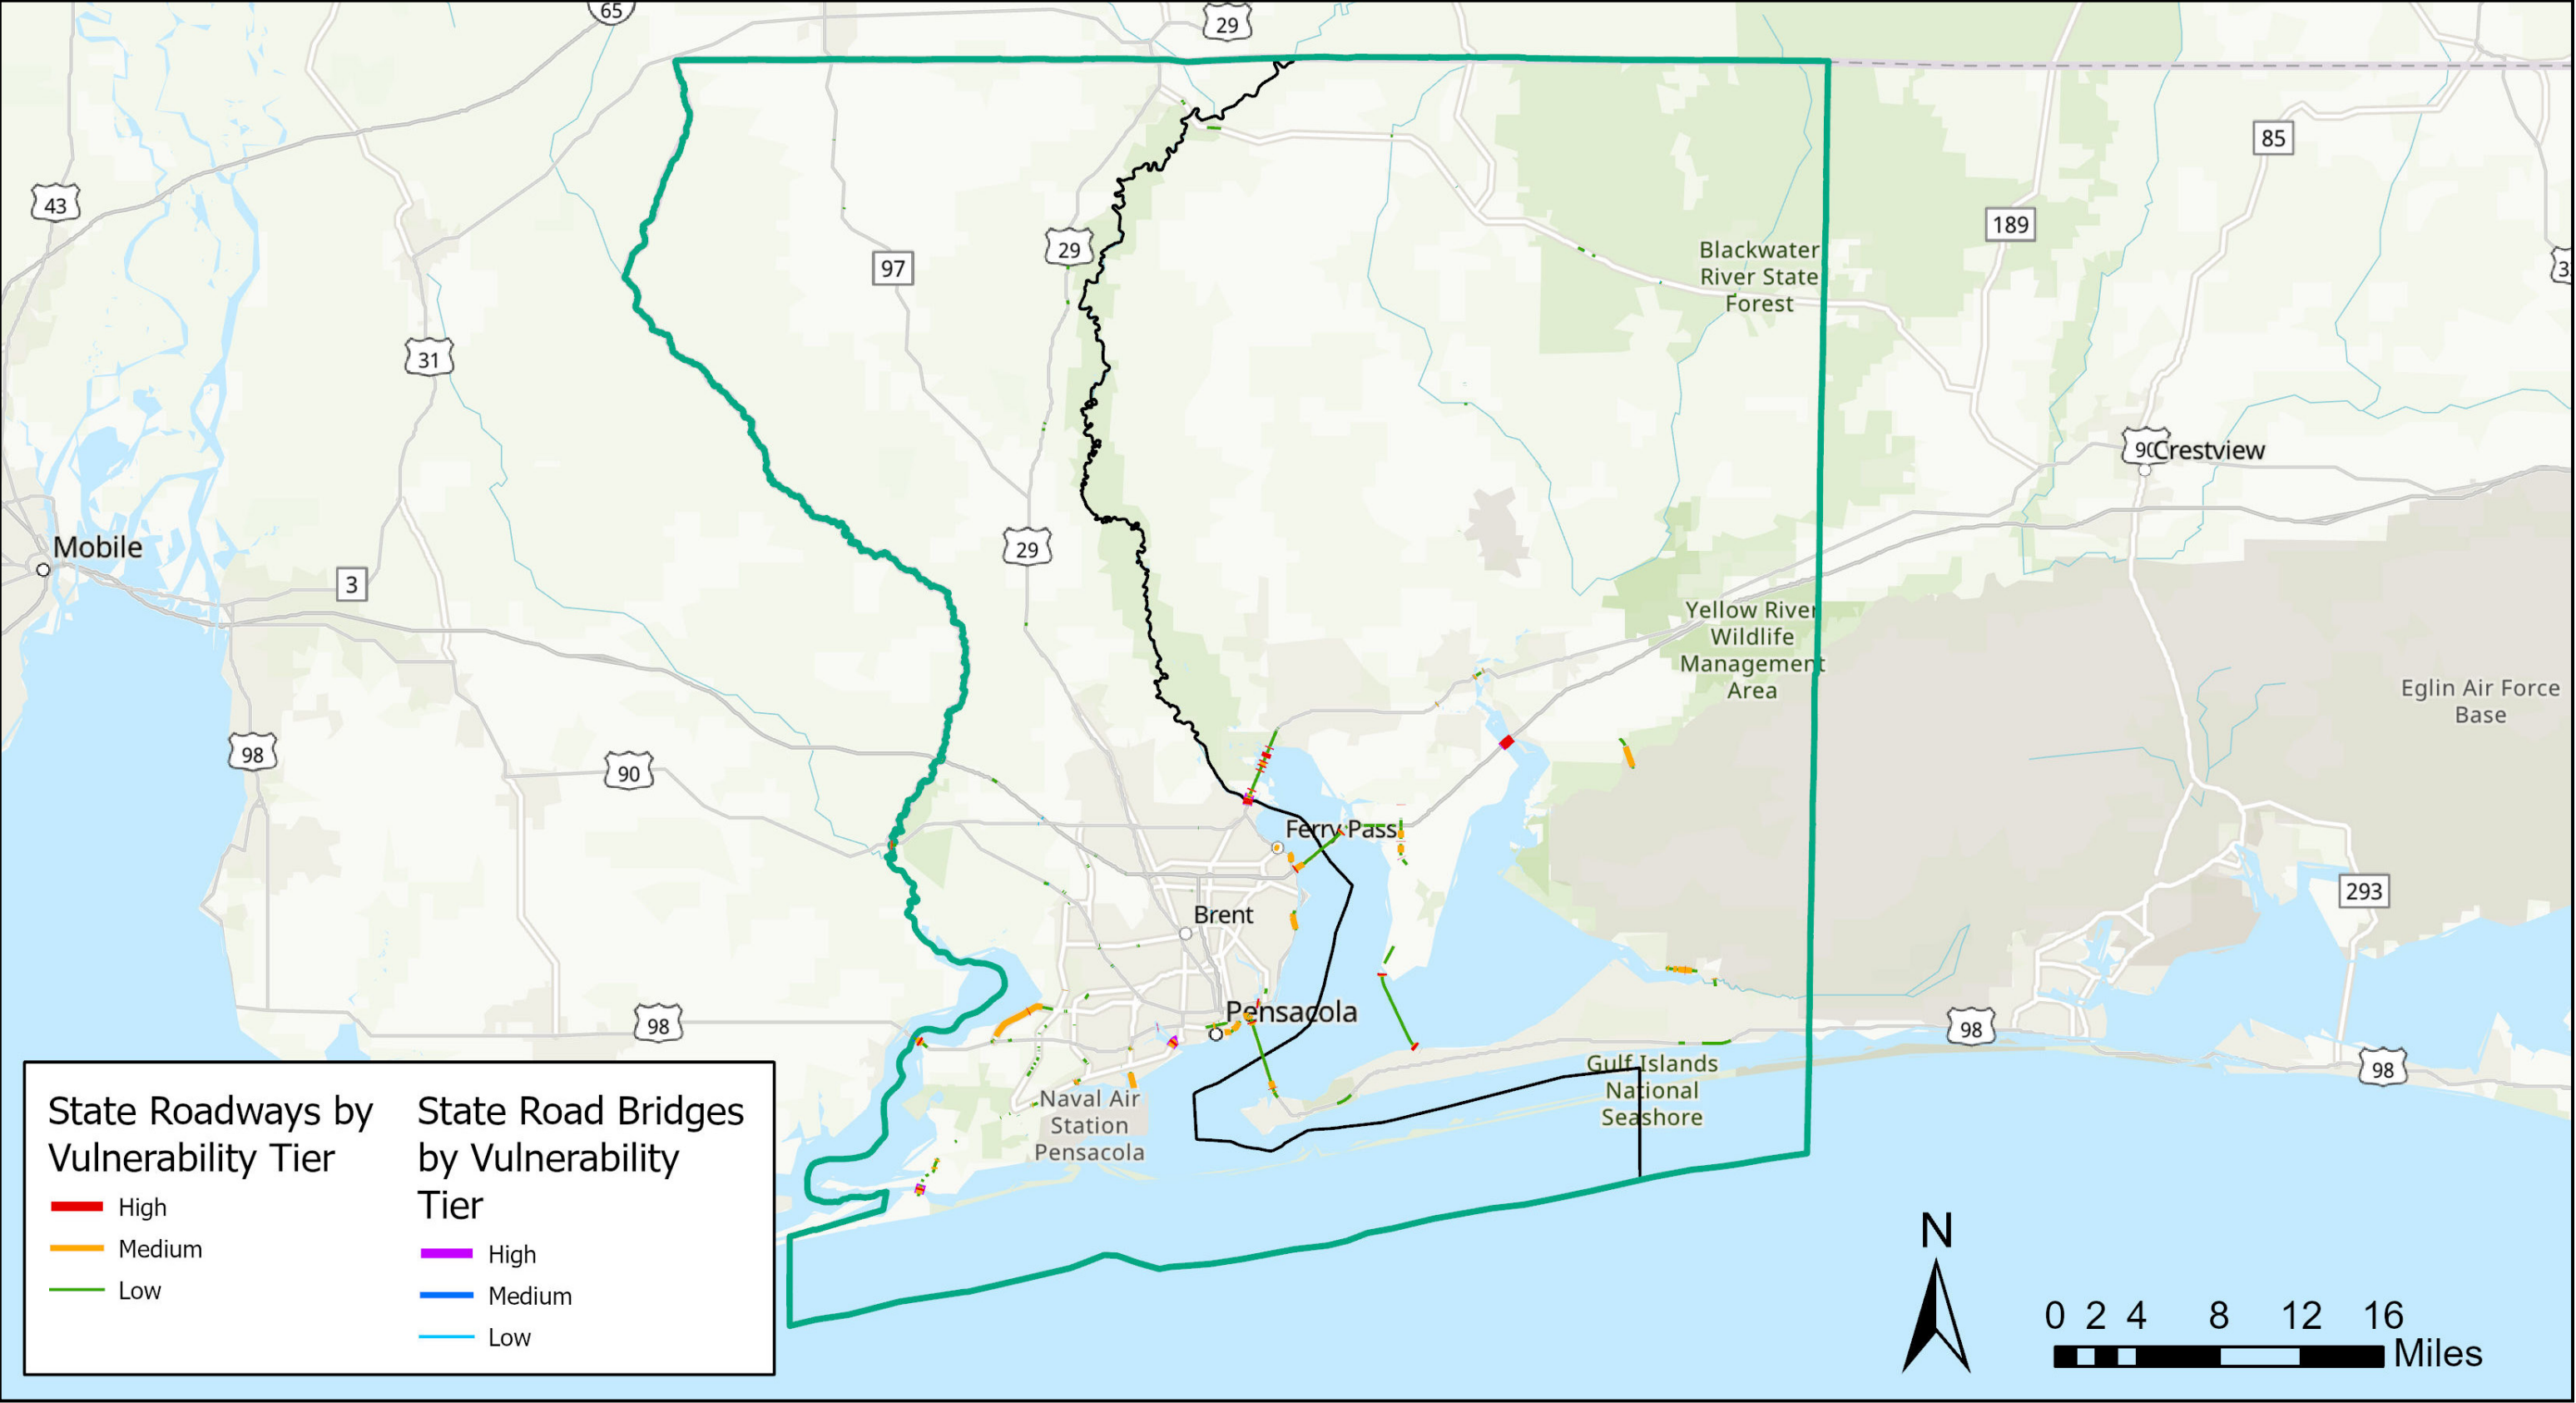 65
29
85
43
189
Blackwater
River State
Forest
29
97
3
31
90
Crestview
Mobile
29
3
Yellow River
Wildlife
Management
Area
Eglin Air Force
Base
98
90
Ferry Pass
293
Brent
Pensacola
98
98
Gulf Islands
National
Seashore
98
Naval Air
Station
Pensacola
State Roadways by
Vulnerability Tier
High
Medium
Low
State Road Bridges
by Vulnerability
Tier
High
Medium
Low
N
0 2 4 8 12 16
Miles